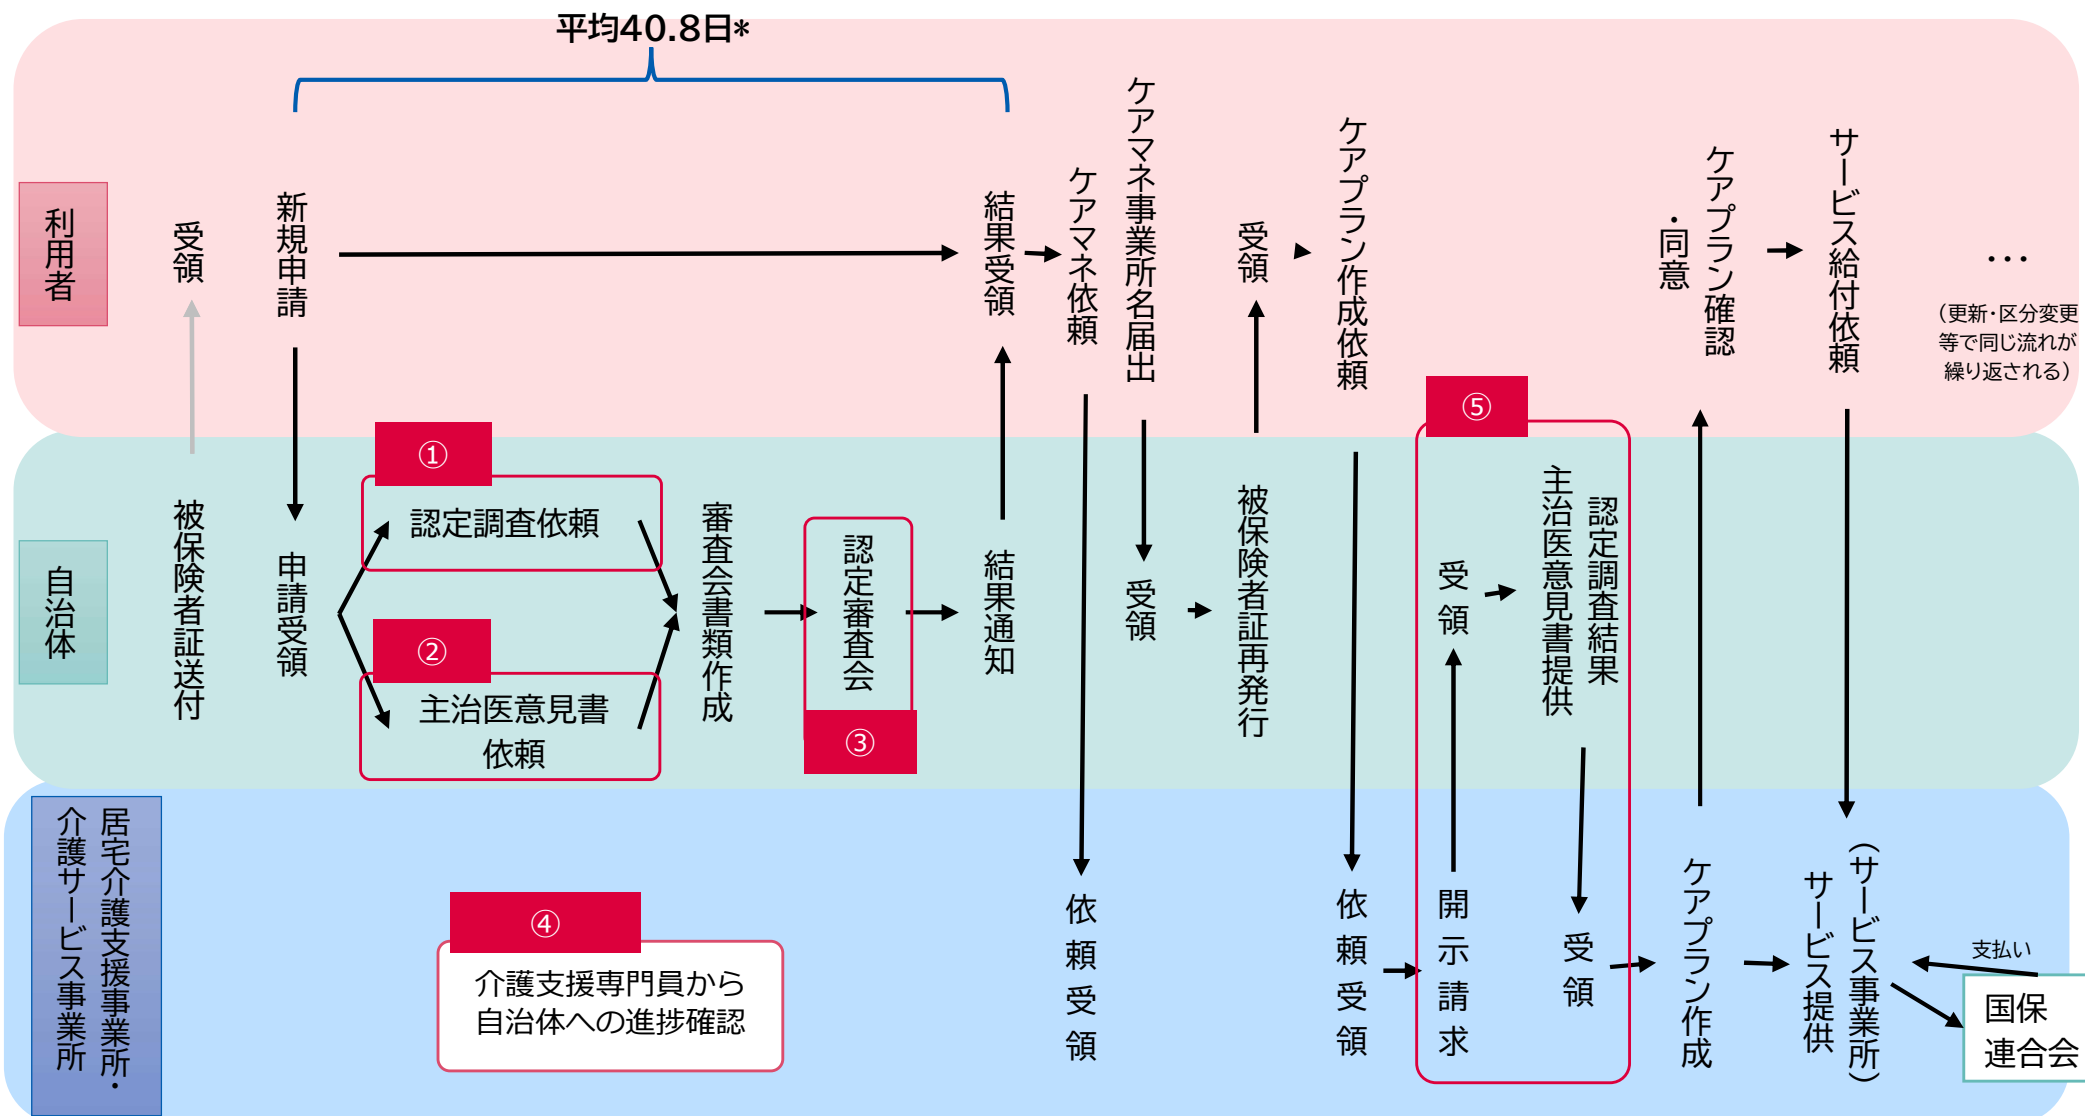 平均40.8日*
利用者
受領
新規申請
結果受領
ケアマネ依頼
ケアマネ事業所名届出
受領
ケアプラン作成依頼
ケアプラン確認
・同意
サービス給付依頼
…
（更新・区分変更
等で同じ流れが
繰り返される）
自治体
被保険者証送付
申請受領
①
認定調査依頼
②
主治医意見書
依頼
審査会書類作成
認定審査会
③
結果通知
受領
被保険者証再発行
⑤
受領
認定調査結果
主治医意見書提供
居宅介護支援事業所・
介護サービス事業所
④
介護支援専門員から
自治体への進捗確認
依頼受領
依頼受領
開示請求
受領
ケアプラン作成
（サービス事業所）
サービス提供
支払い
国保
連合会